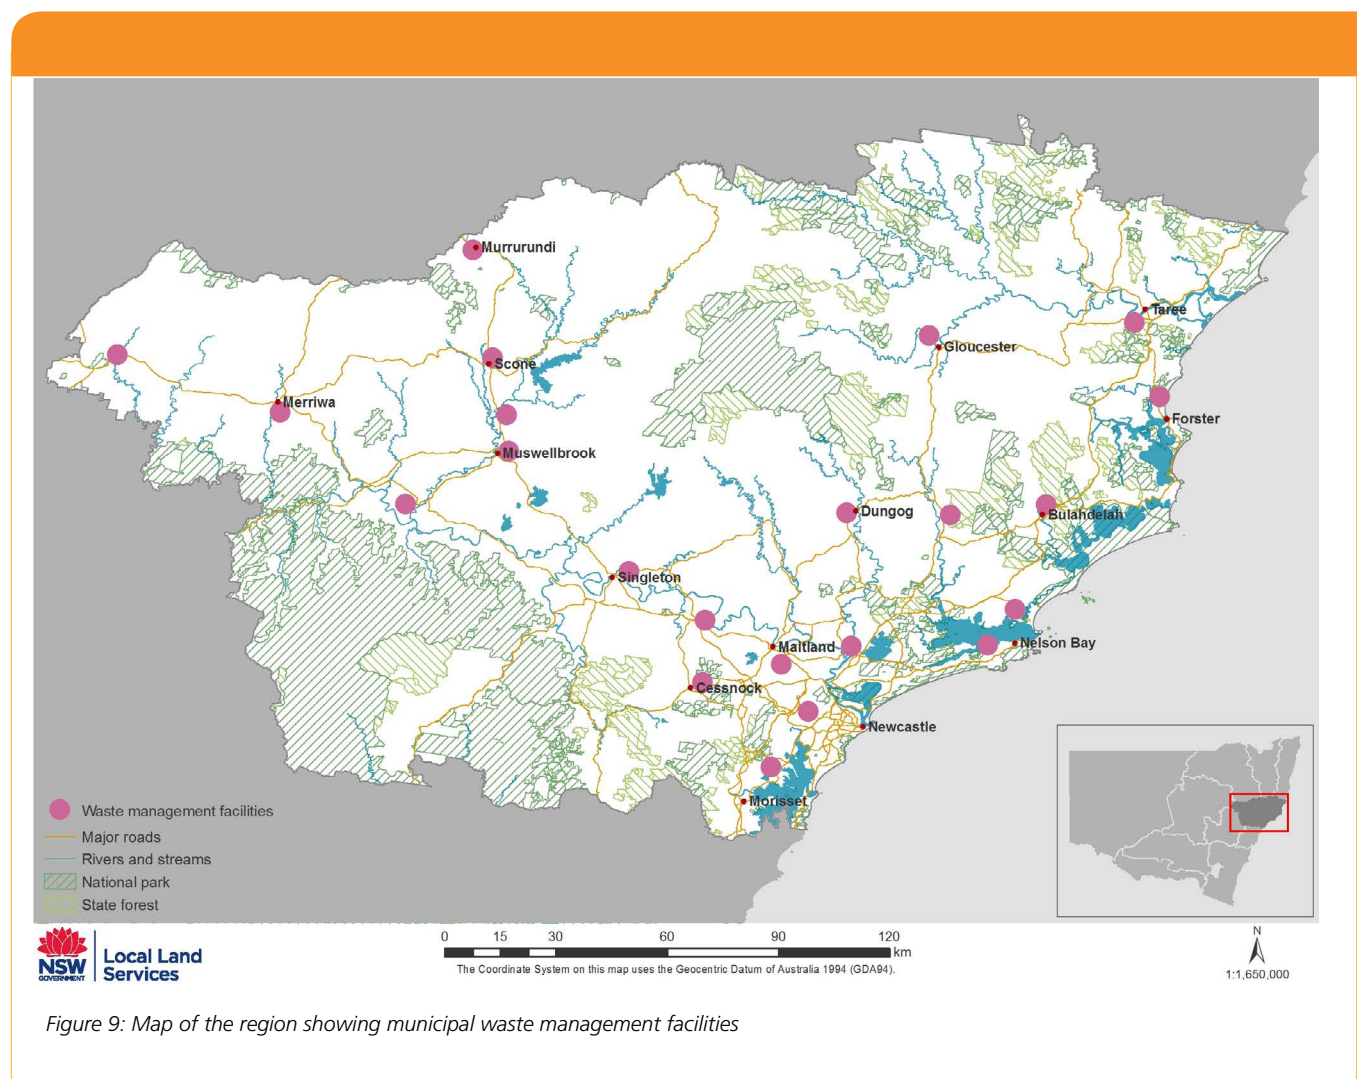 Murrurundi
Taree
Gloucester
Scone
Merriwa
Forster
Muswellbrook
Dungog
Bulahdelah
Singleton
Maitland
Nelson Bay
Cessnock
Newcastle
Morisset
Waste management facilities
Major roads
Rivers and streams
National park
State forest
NSW
GOVERNMENT
Local Land
Services
0 15 30 60 90 120
km
The Coordinate System on this map uses the Geocentric Datum of Australia 1994 (GDA94).
N
1:1,650,000
Figure 9: Map of the region showing municipal waste management facilities